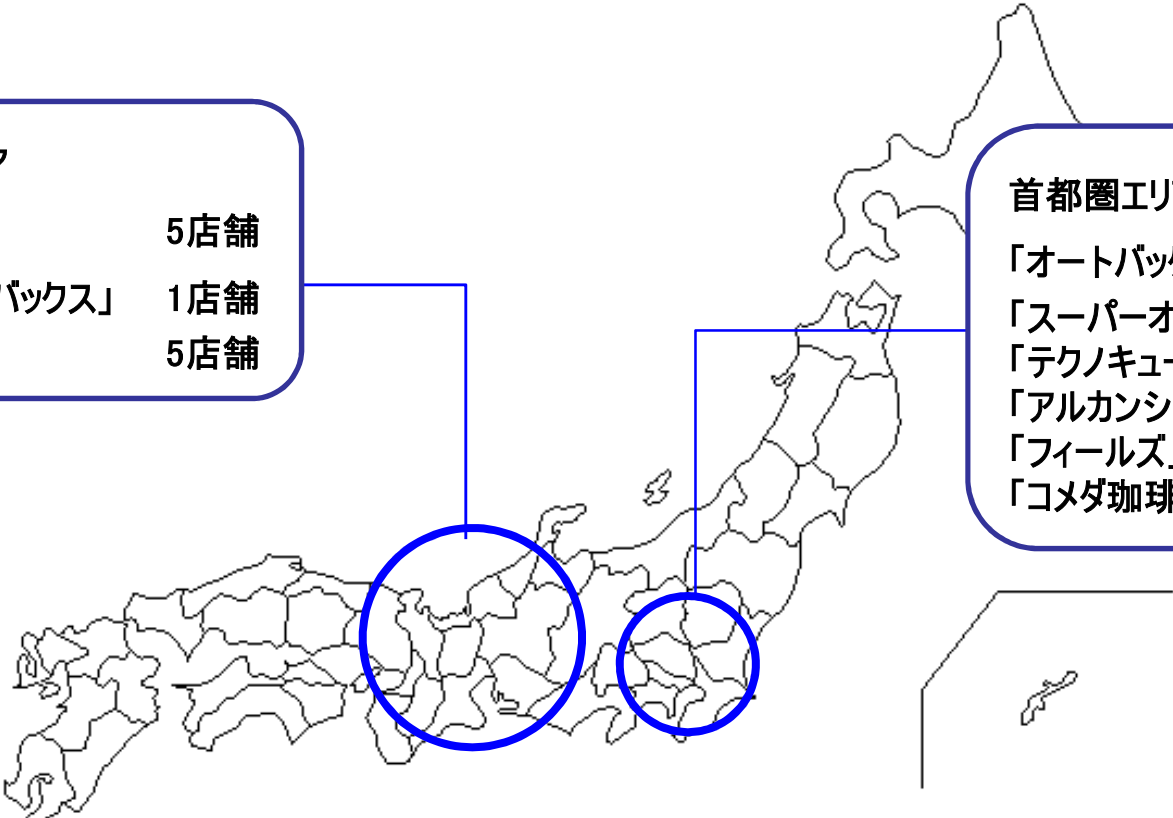 ア
5店舗
バックス」 1店舗
5店舗
首都圏エリ
「オートバッ
「スーパーオ
「テクノキュー
「アルカンシ
「フィールズ」
「コメダ珈琲